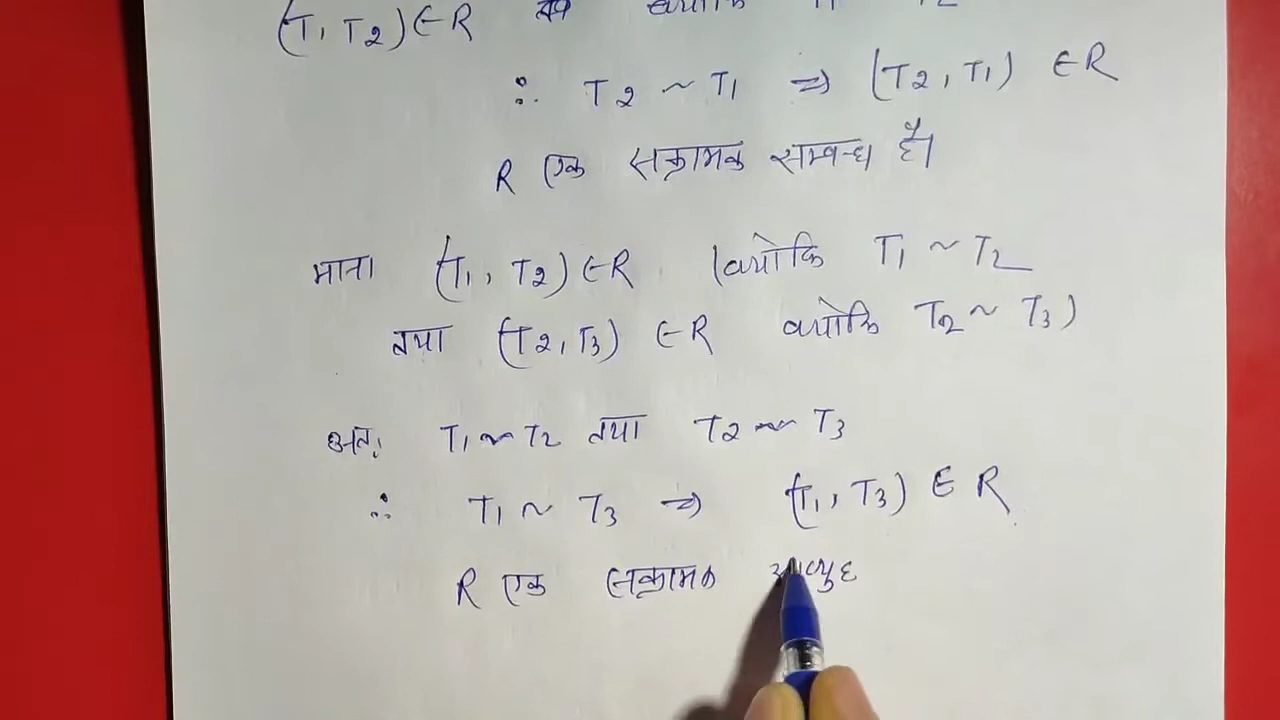 (T1 T2) ∈ R क्योंकि
∴ T2 ~ T1 ⇒ (T2, T1) ∈ R
R एक सक्रामक सम्बन्ध है।
माना (T1, T2) ∈ R (क्योकि T1 ~ T2
तथा (T2, T3) ∈ R क्योकि T2 ~ T3)
अतः T1 ~ T2 तथा T2 ~ T3
∴ T1 ~ T3 ⇒ (T1, T3) ∈ R
R एक सक्रामक